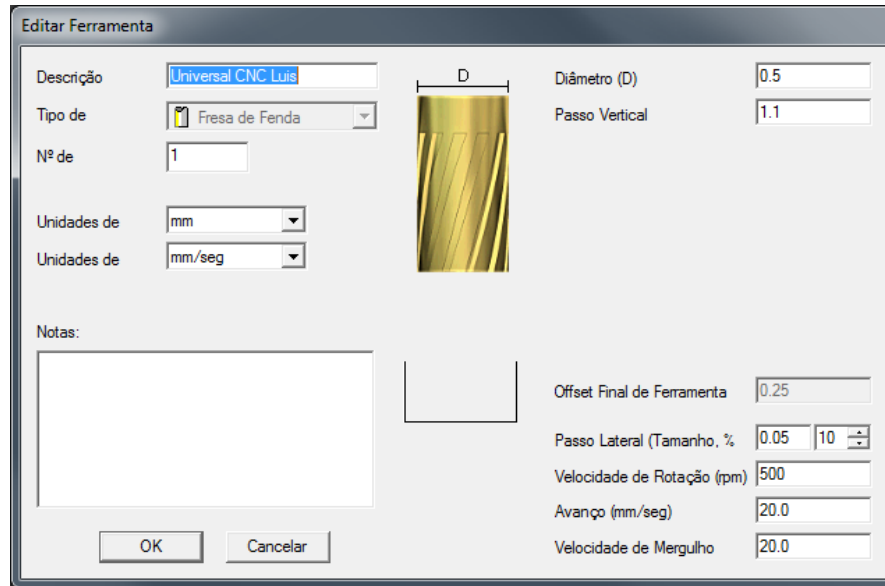 Editar Ferramenta
Descrição Universal CNC Luis
Tipo de Fresa de Fenda
Nº de 1
Unidades de mm
Unidades de mm/seg
Notas:
OK Cancelar
D
Diâmetro (D) 0.5
Passo Vertical 1.1
Offset Final de Ferramenta 0.25
Passo Lateral (Tamanho, % 0.05 10
Velocidade de Rotação (rpm) 500
Avanço (mm/seg) 20.0
Velocidade de Mergulho 20.0